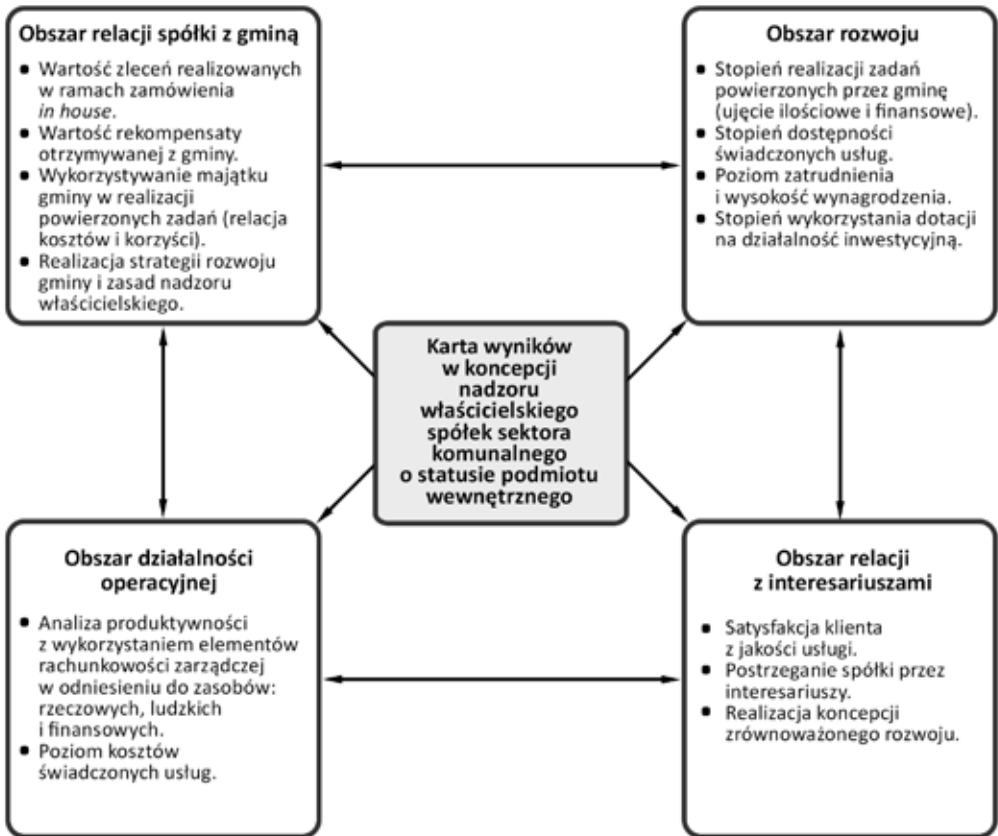 Obszar relacji spółki z gminą
• Wartość zleceń realizowanych
w ramach zamówienia
in house.
• Wartość rekompensaty
otrzymywanej z gminy.
• Wykorzystywanie majątku
gminy w realizacji
powierzonych zadań (relacja
kosztów i korzyści).
• Realizacja strategii rozwoju
gminy i zasad nadzoru
właścicielskiego.
Obszar rozwoju
• Stopień realizacji zadań
powierzonych przez gminę
(ujęcie ilościowe i finansowe).
• Stopień dostępności
świadczonych usług.
• Poziom zatrudnienia
i wysokość wynagrodzenia.
• Stopień wykorzystania dotacji
na działalność inwestycyjną.
Karta wyników
w koncepcji
nadzoru
właścicielskiego
spółek sektora
komunalnego
o statusie podmiotu
wewnętrznego
Obszar działalności
operacyjnej
• Analiza produktywności
z wykorzystaniem elementów
rachunkowości zarządczej
w odniesieniu do zasobów:
rzeczowych, ludzkich
i finansowych.
• Poziom kosztów
świadczonych usług.
Obszar relacji
z interesariuszami
• Satysfakcja klienta
z jakości usługi.
• Postrzeganie spółki przez
interesariuszy.
• Realizacja koncepcji
zrównoważonego rozwoju.